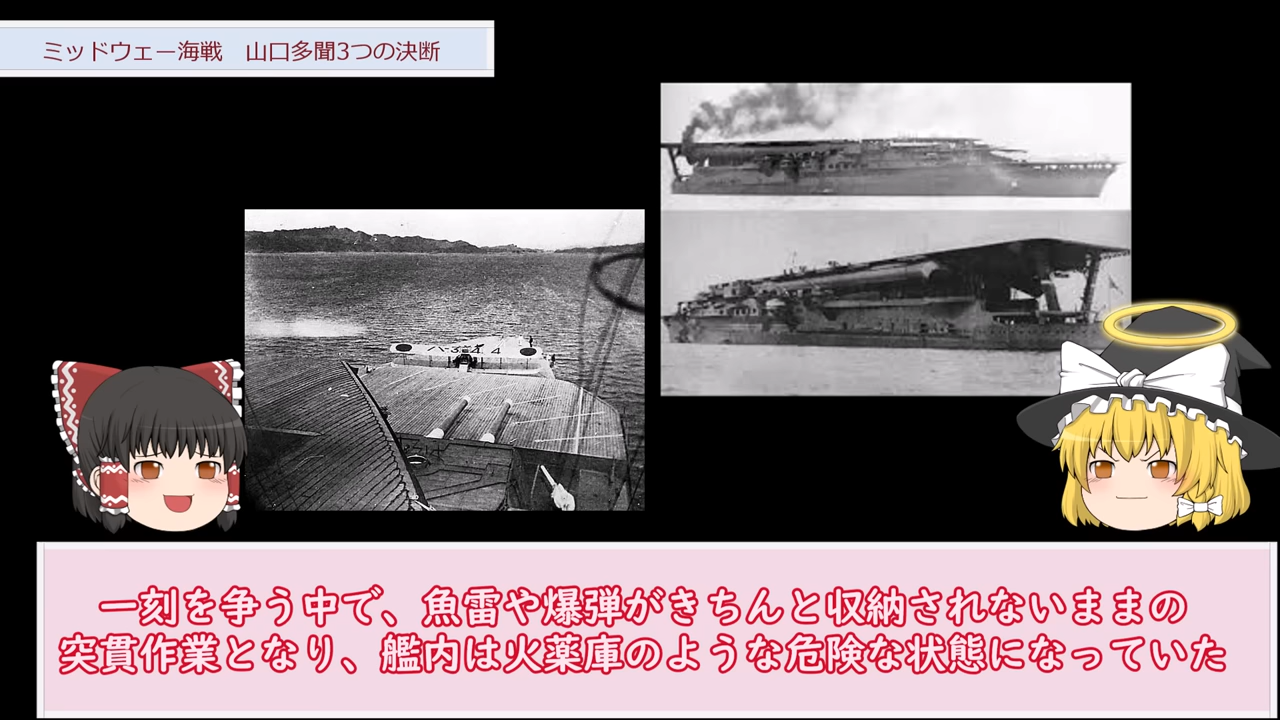 ミッドウェー海戦　山口多聞3つの決断
一刻を争う中で、魚雷や爆弾がきちんと収納されないままの
突貫作業となり、艦内は火薬庫のような危険な状態になっていた